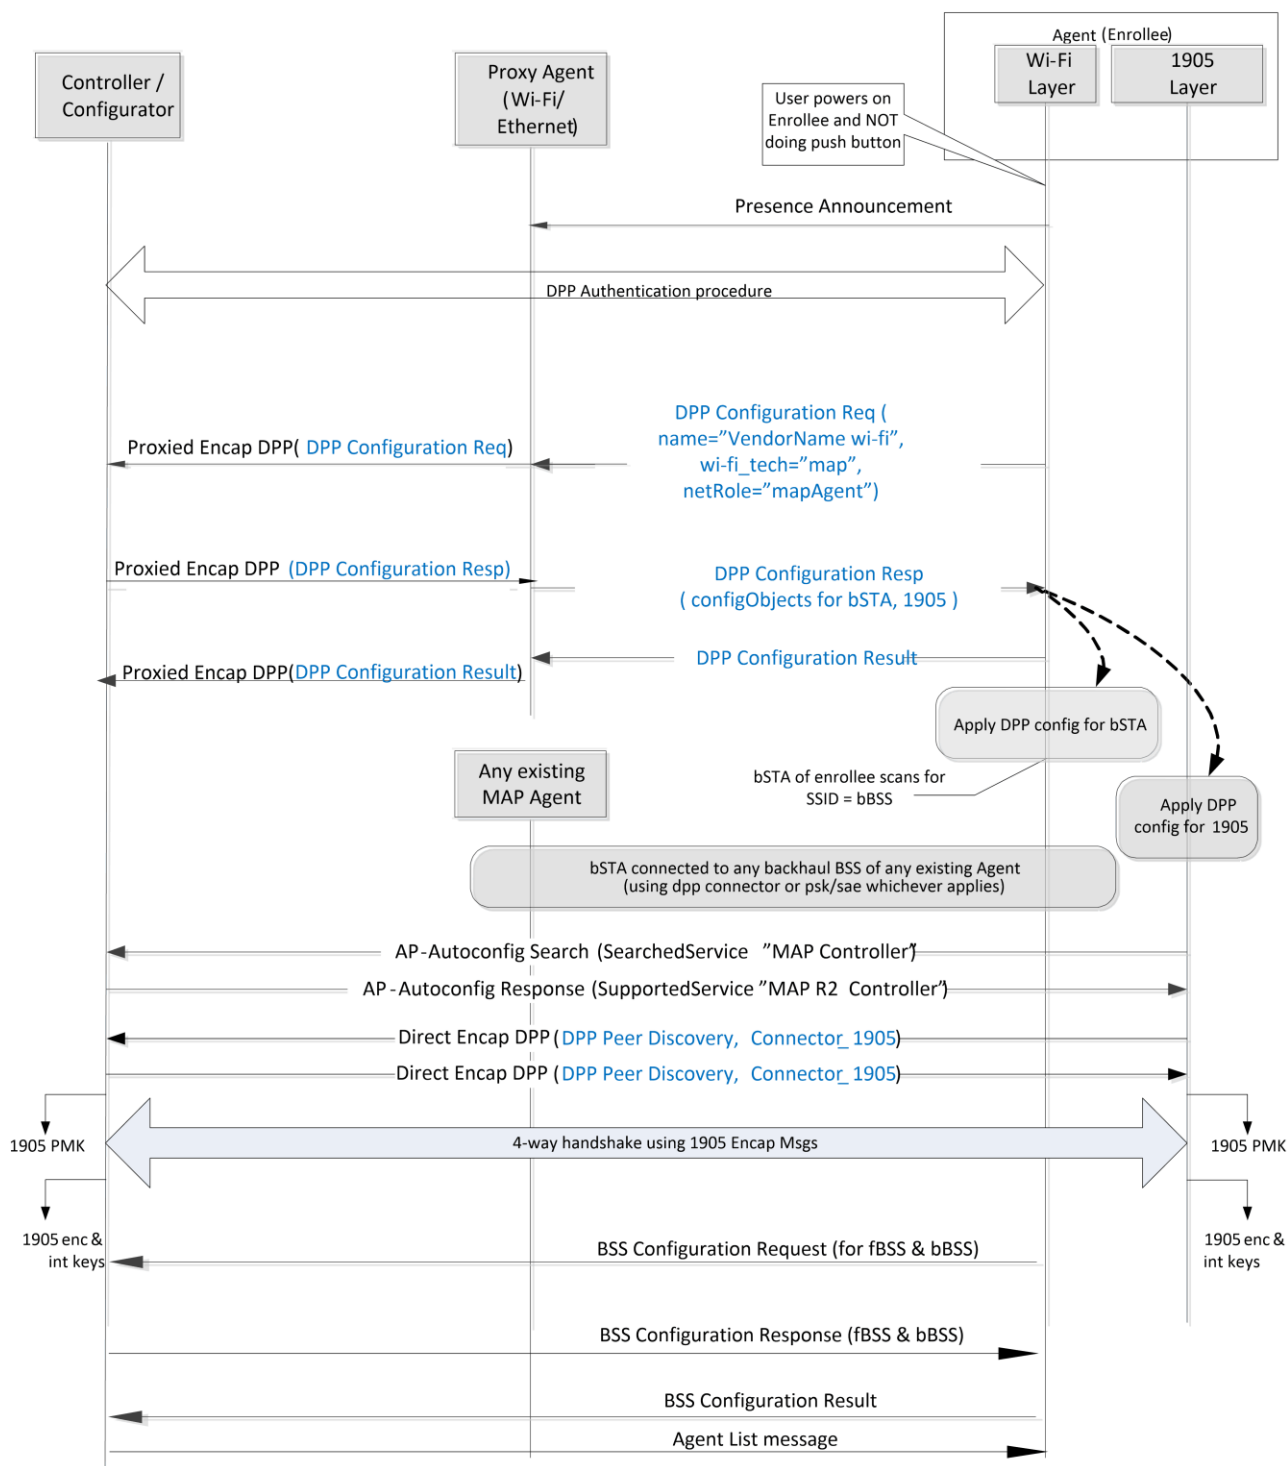 Agent (Enrollee)
Controller /
Configurator
Proxy Agent
(Wi-Fi/
Ethernet)
Wi-Fi
Layer
1905
Layer
User powers on
Enrollee and NOT
doing push button
Presence Announcement
DPP Authentication procedure
DPP Configuration Req (
name=”VendorName wi-fi”,
wi-fi_tech=”map”,
netRole=”mapAgent”)
Proxied Encap DPP( DPP Configuration Req)
Proxied Encap DPP (DPP Configuration Resp)
DPP Configuration Resp
( configObjects for bSTA, 1905 )
DPP Configuration Result
Proxied Encap DPP(DPP Configuration Result)
Apply DPP config for bSTA
Any existing
MAP Agent
bSTA of enrollee scans for
SSID = bBSS
Apply DPP
config for 1905
bSTA connected to any backhaul BSS of any existing Agent
(using dpp connector or psk/sae whichever applies)
AP-Autoconfig Search (SearchedService ”MAP Controller”)
AP-Autoconfig Response (SupportedService ”MAP R2 Controller”)
Direct Encap DPP (DPP Peer Discovery, Connector_1905)
Direct Encap DPP (DPP Peer Discovery, Connector_1905)
1905 PMK
4-way handshake using 1905 Encap Msgs
1905 PMK
1905 enc &
int keys
1905 enc &
int keys
BSS Configuration Request (for fBSS & bBSS)
BSS Configuration Response (fBSS & bBSS)
BSS Configuration Result
Agent List message